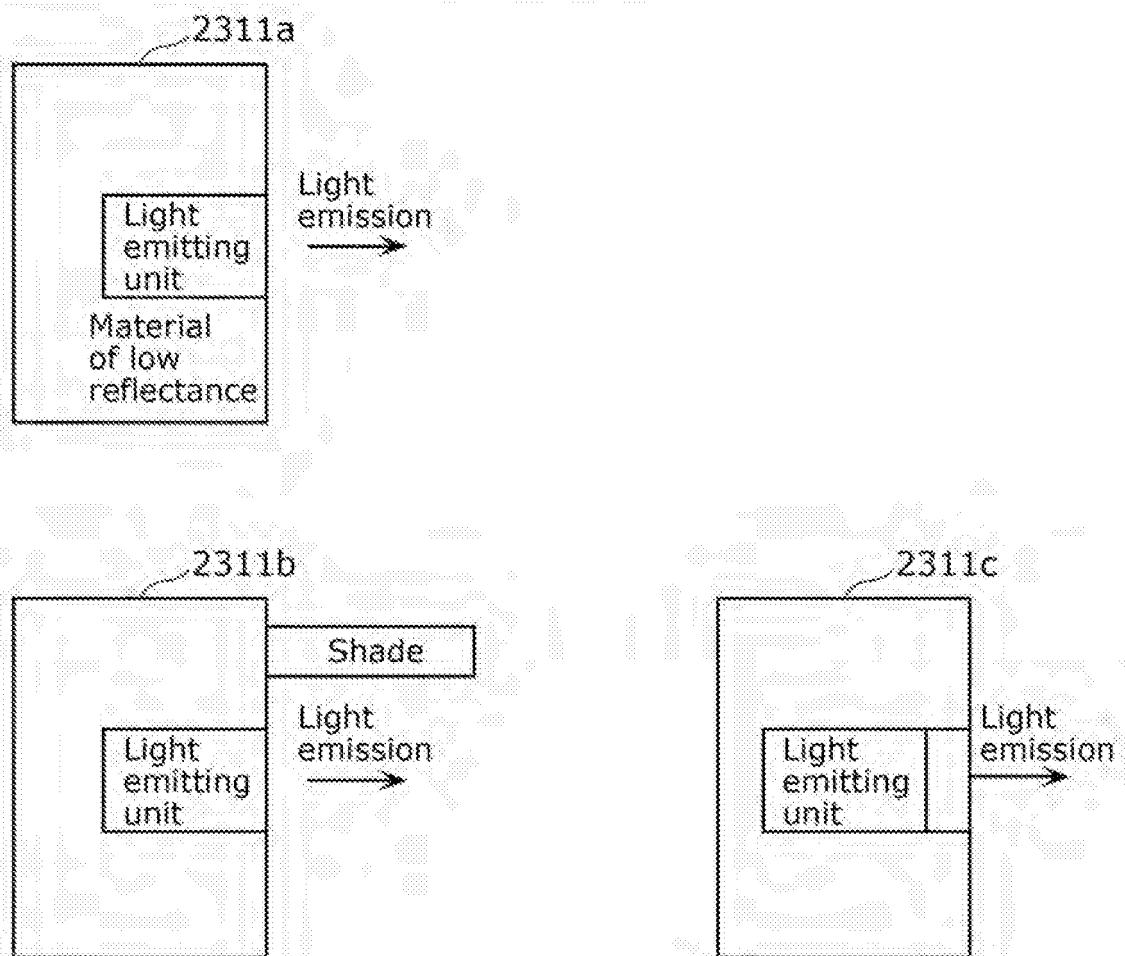 2311a
Light
emission
Light
emitting
unit
Material
of low
reflectance
2311b
Shade
Light
emission
Light
emitting
unit
2311c
Light
emission
Light
emitting
unit